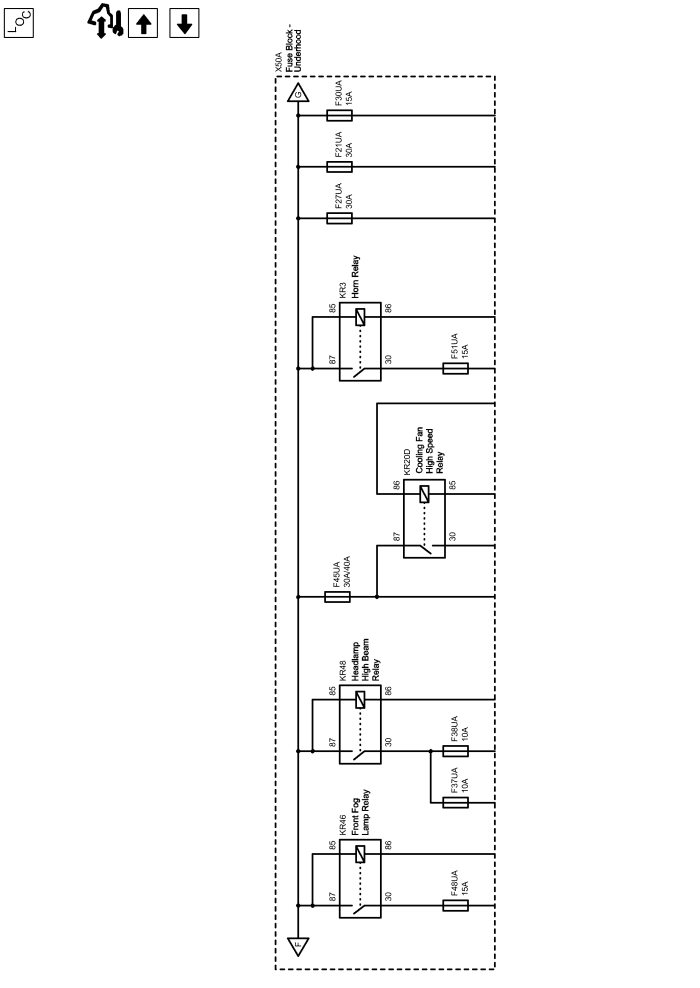 LOC
X50A
Fuse Block -
Underhood
G
F30UA
15A
F21UA
30A
F27UA
30A
KR3
Horn Relay
85
86
87
30
F51UA
15A
KR20D
Cooling Fan
High Speed
Relay
86
85
87
30
F45UA
30A/40A
KR48
Headlamp
High Beam
Relay
85
86
87
30
F38UA
10A
F37UA
10A
KR46
Front Fog
Lamp Relay
85
86
87
30
F48UA
15A
F